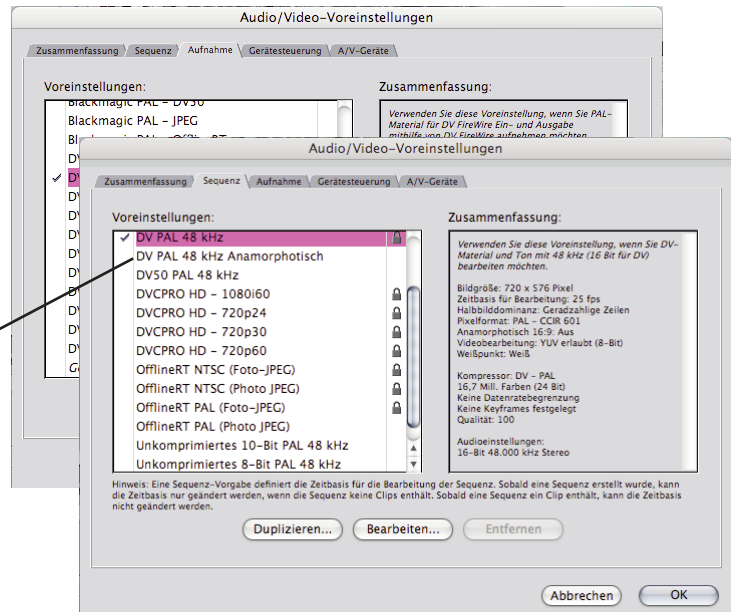 Audio/Video-Voreinstellungen
Zusammenfassung Sequenz Aufnahme Gerätesteuerung A/V-Geräte
Voreinstellungen:
Blackmagic PAL - DV50
Blackmagic PAL - JPEG
Zusammenfassung:
Verwenden Sie diese Voreinstellung, wenn Sie PAL-
Material für DV FireWire Ein- und Ausgabe
mithilfe von DV FireWire aufnehmen möchten
Audio/Video-Voreinstellungen
Zusammenfassung Sequenz Aufnahme Gerätesteuerung A/V-Geräte
Voreinstellungen:
DV PAL 48 kHz
DV PAL 48 kHz Anamorphotisch
DV50 PAL 48 kHz
DVCPRO HD - 1080i60
DVCPRO HD - 720p24
DVCPRO HD - 720p30
DVCPRO HD - 720p60
OfflineRT NTSC (Foto-JPEG)
OfflineRT NTSC (Photo JPEG)
OfflineRT PAL (Foto-JPEG)
OfflineRT PAL (Photo JPEG)
Unkomprimiertes 10-Bit PAL 48 kHz
Unkomprimiertes 8-Bit PAL 48 kHz
Zusammenfassung:
Verwenden Sie diese Voreinstellung, wenn Sie DV-
Material und Ton mit 48 kHz (16 Bit für DV)
bearbeiten möchten.
Bildgröße: 720 x 576 Pixel
Zeitbasis für Bearbeitung: 25 fps
Halbbilddominanz: Geradzahlige Zeilen
Pixelformat: PAL - CCIR 601
Anamorphotisch 16:9: Aus
Videobearbeitung: YUV erlaubt (8-Bit)
Weißpunkt: Weiß
Kompressor: DV - PAL
16,7 Mill. Farben (24 Bit)
Keine Datenratebegrenzung
Keine Keyframes festgelegt
Qualität: 100
Audioeinstellungen:
16-Bit 48.000 kHz Stereo
Hinweis: Eine Sequenz-Vorgabe definiert die Zeitbasis für die Bearbeitung der Sequenz. Sobald eine Sequenz erstellt wurde, kann
die Zeitbasis nur geändert werden, wenn die Sequenz keine Clips enthält. Sobald eine Sequenz ein Clip enthält, kann die Zeitbasis
nicht geändert werden.
Duplizieren... Bearbeiten... Entfernen
Abbrechen OK